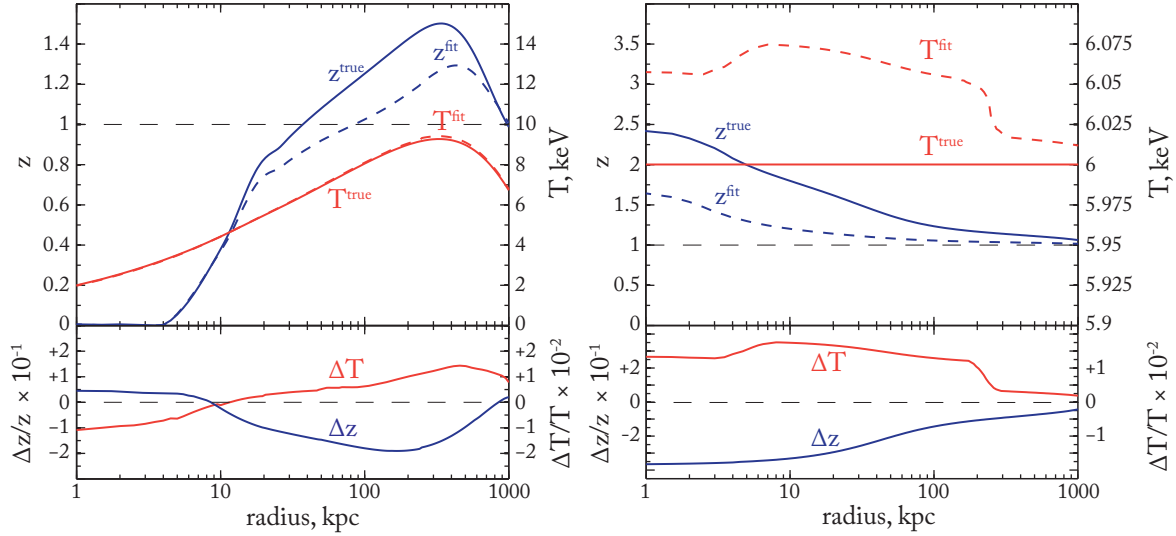 1.4
1.2
1
0.8
0.6
0.4
0.2
0
z
14
12
10
8
6
4
2
0
T, keV
z^true
z^fit
T^fit
T^true
+2
+1
0
−1
−2
Δz/z × 10^-1
+2
+1
0
-1
-2
ΔT/T × 10^-2
ΔT
Δz
1 10 100 1000
radius, kpc
3.5
3
2.5
2
1.5
1
0.5
0
z
6.075
6.05
6.025
6
5.975
5.95
5.925
5.9
T, keV
T^fit
z^true
T^true
z^fit
+2
0
−2
Δz/z × 10^-1
+1
0
-1
ΔT/T × 10^-2
ΔT
Δz
1 10 100 1000
radius, kpc